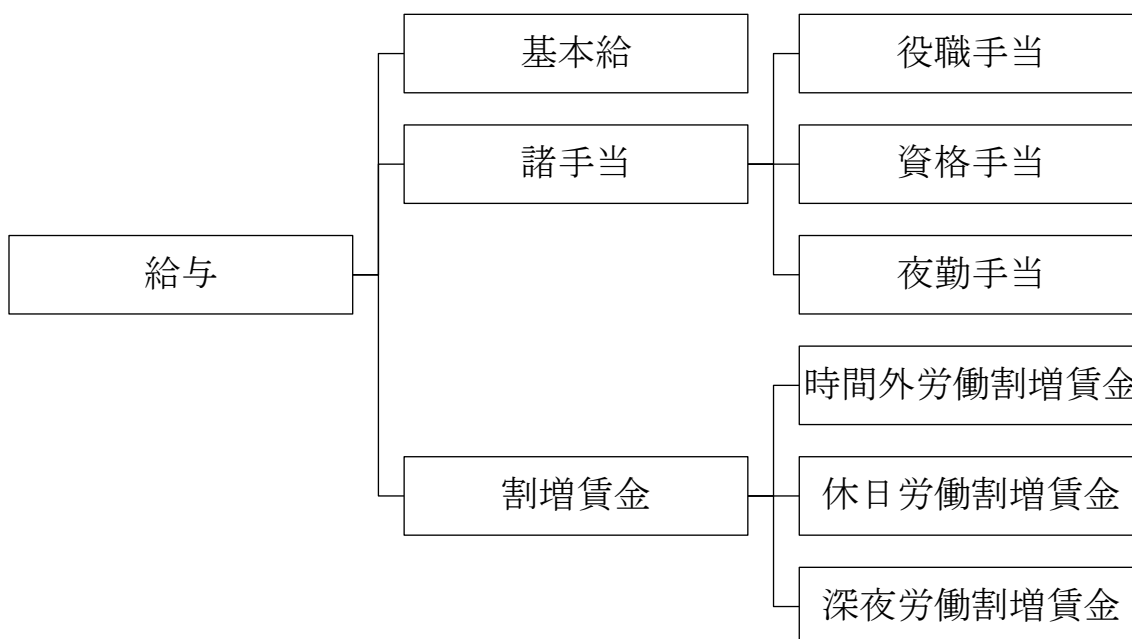 給与
基本給
諸手当
役職手当
資格手当
夜勤手当
割増賃金
時間外労働割増賃金
休日労働割増賃金
深夜労働割増賃金